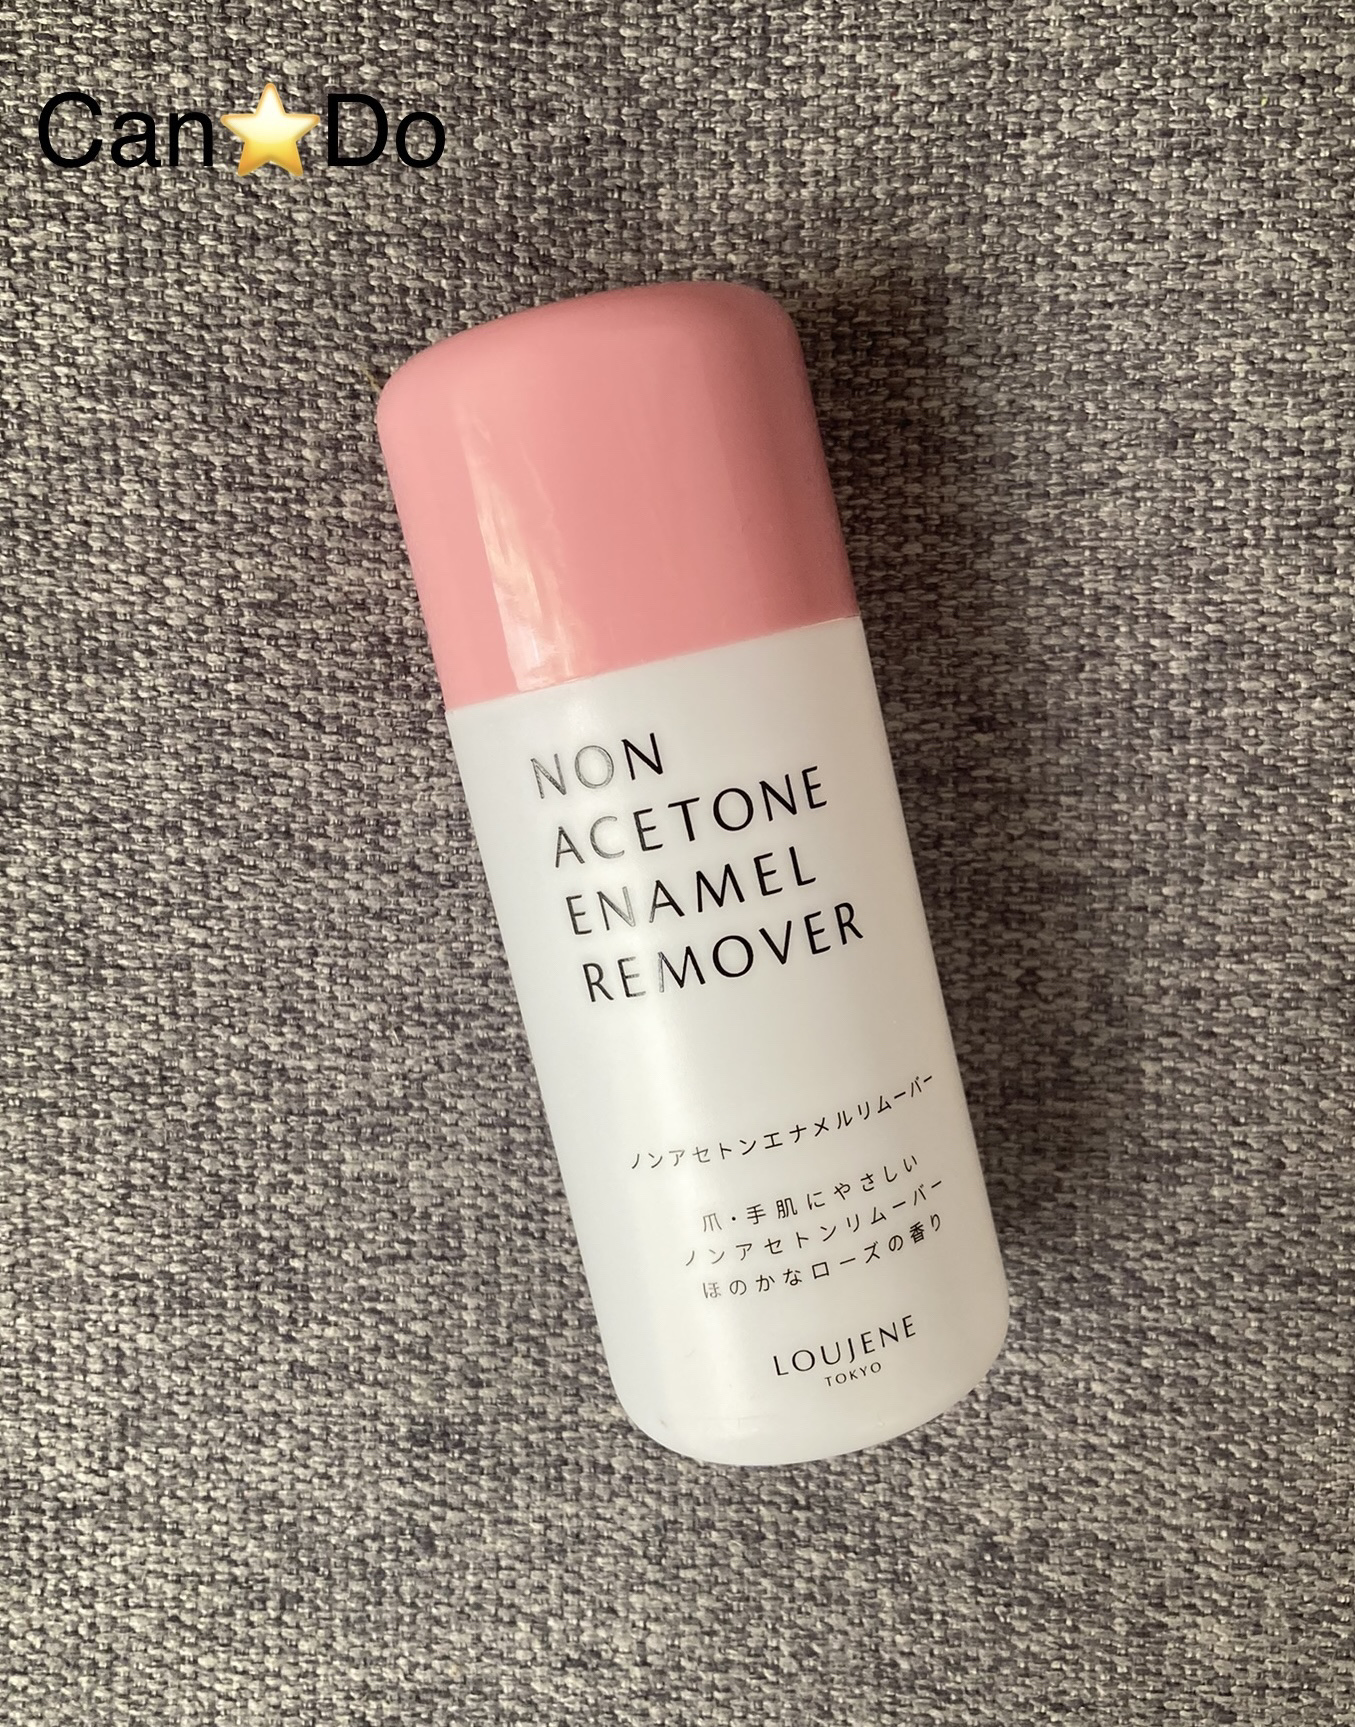 Can⭐Do
NON
ACETONE
ENAMEL
REMOVER
ノンアセトンエナメルリムーバー
爪・手肌にやさしい
ノンアセトンリムーバー
ほのかなローズの香り
LOUJENE
TOKYO